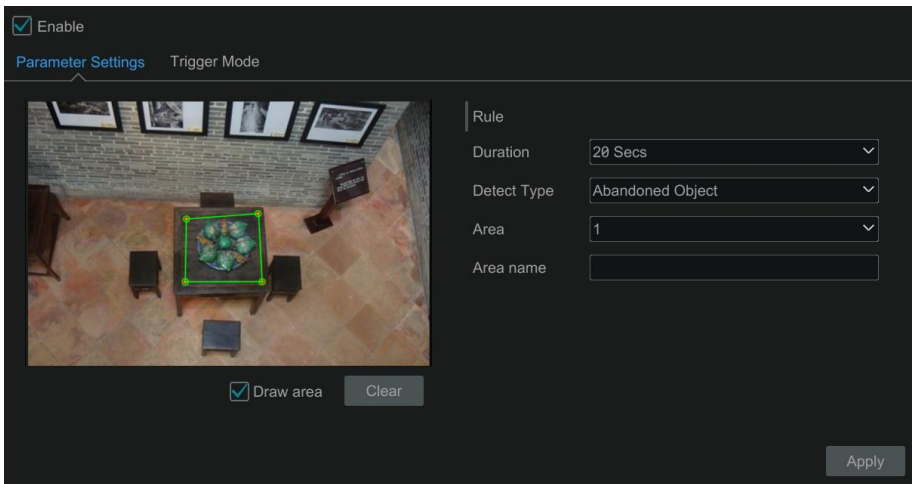 Enable
Parameter Settings Trigger Mode
Rule
Duration 20 Secs
Detect Type Abandoned Object
Area 1
Area name
Draw area Clear
Apply